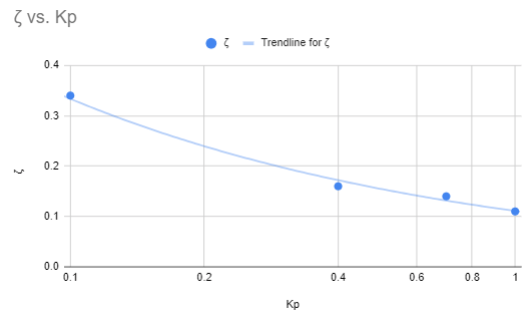 ζ vs. Kp
ζ Trendline for ζ
0.4
0.3
0.2
0.1
0.0
ζ
0.1 0.2 0.4 0.6 0.8 1
Kp